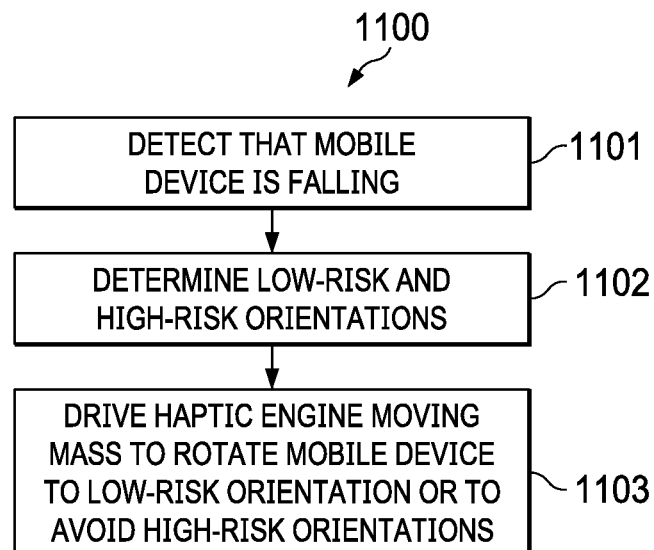 1100
DETECT THAT MOBILE
DEVICE IS FALLING
1101
DETERMINE LOW-RISK AND
HIGH-RISK ORIENTATIONS
1102
DRIVE HAPTIC ENGINE MOVING
MASS TO ROTATE MOBILE DEVICE
TO LOW-RISK ORIENTATION OR TO
AVOID HIGH-RISK ORIENTATIONS
1103